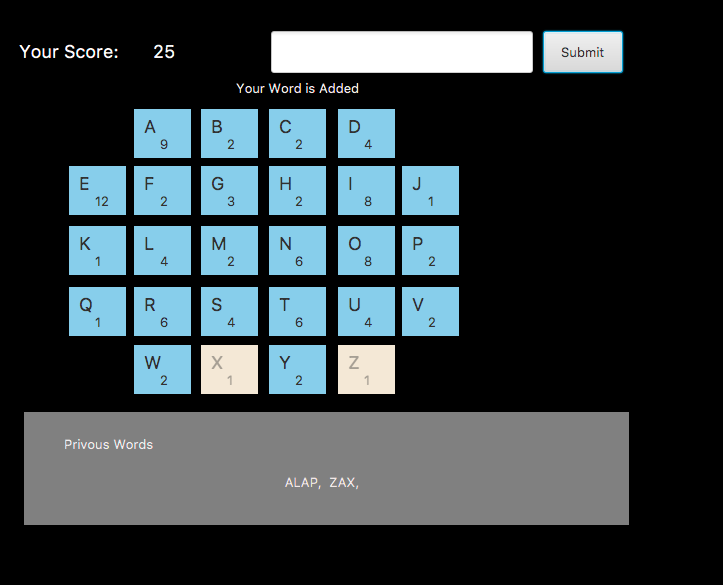 Your Score: 25 Submit
Your Word is Added
A B C D
9 2 2 4
E F G H I J
12 2 3 2 8 1
K L M N O P
1 4 2 6 8 2
Q R S T U V
1 6 4 6 4 2
W X Y Z
2 1 2 1
Privous Words
ALAP, ZAX,